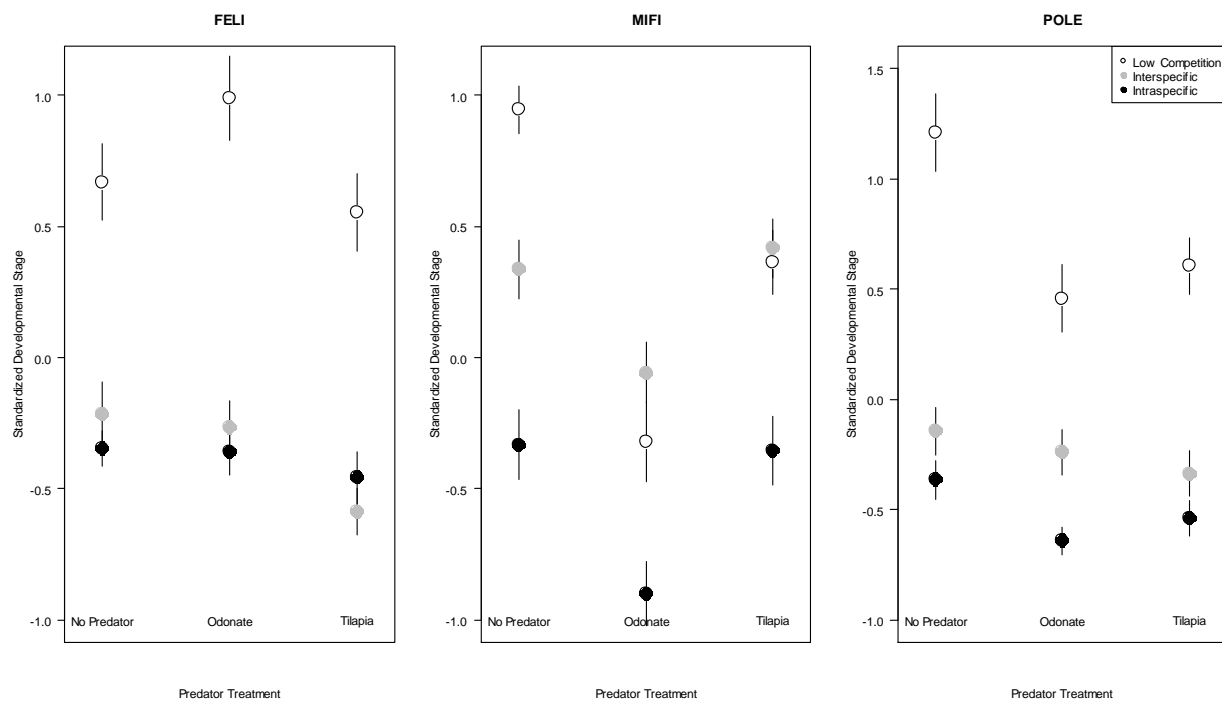 FELI
MIFI
POLE
Standardized Developmental Stage
1.0
0.5
0.0
-0.5
-1.0
No Predator
Odonate
Tilapia
Predator Treatment
Standardized Developmental Stage
1.0
0.5
0.0
-0.5
-1.0
No Predator
Odonate
Tilapia
Predator Treatment
Standardized Developmental Stage
1.5
1.0
0.5
0.0
-0.5
-1.0
Low Competition
Interspecific
Intraspecific
No Predator
Odonate
Tilapia
Predator Treatment